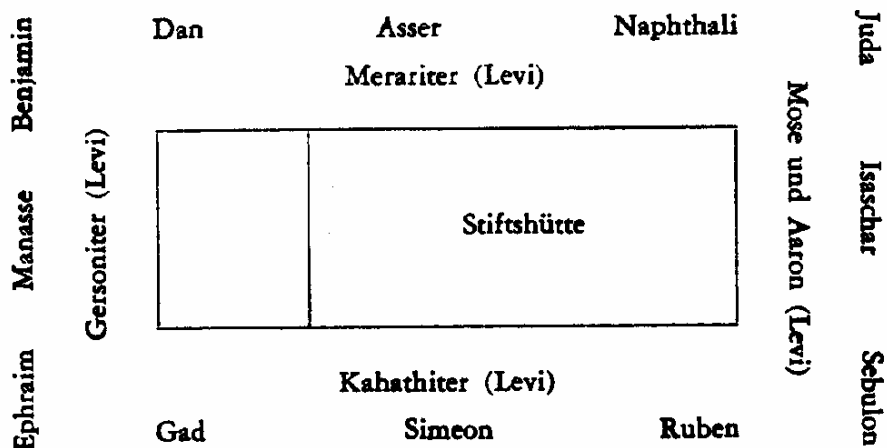 Dan Asser Naphthali
Merariter (Levi)
Benjamin
Manasse
Ephraim
Gersoniter (Levi)
Stiftshütte
Mose und Aaron (Levi)
Juda
Isaschar
Sebulon
Kahathiter (Levi)
Gad Simeon Ruben